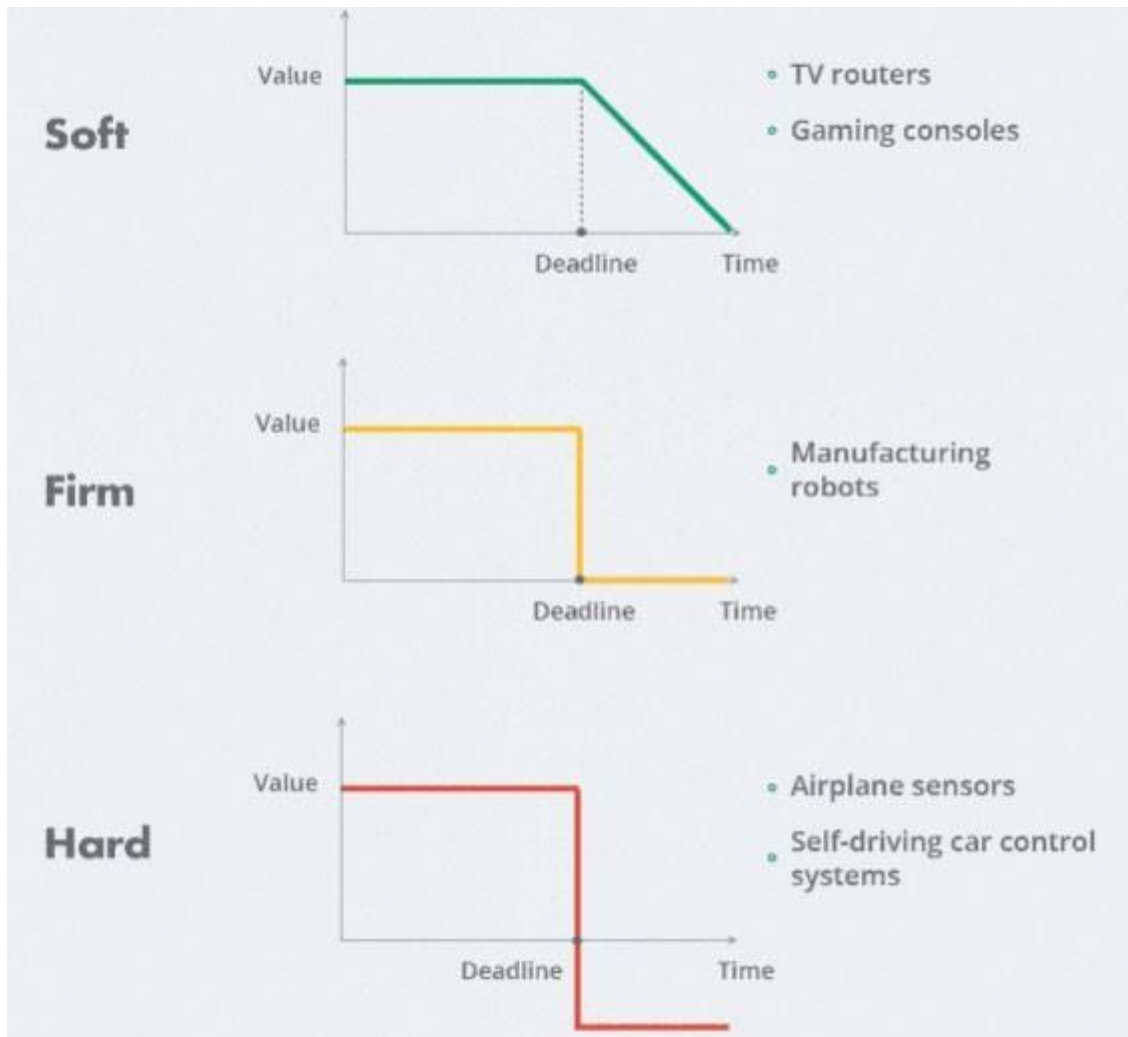 Soft
Value
Deadline
Time
TV routers
Gaming consoles
Firm
Value
Deadline
Time
Manufacturing
robots
Hard
Value
Deadline
Time
Airplane sensors
Self-driving car control
systems